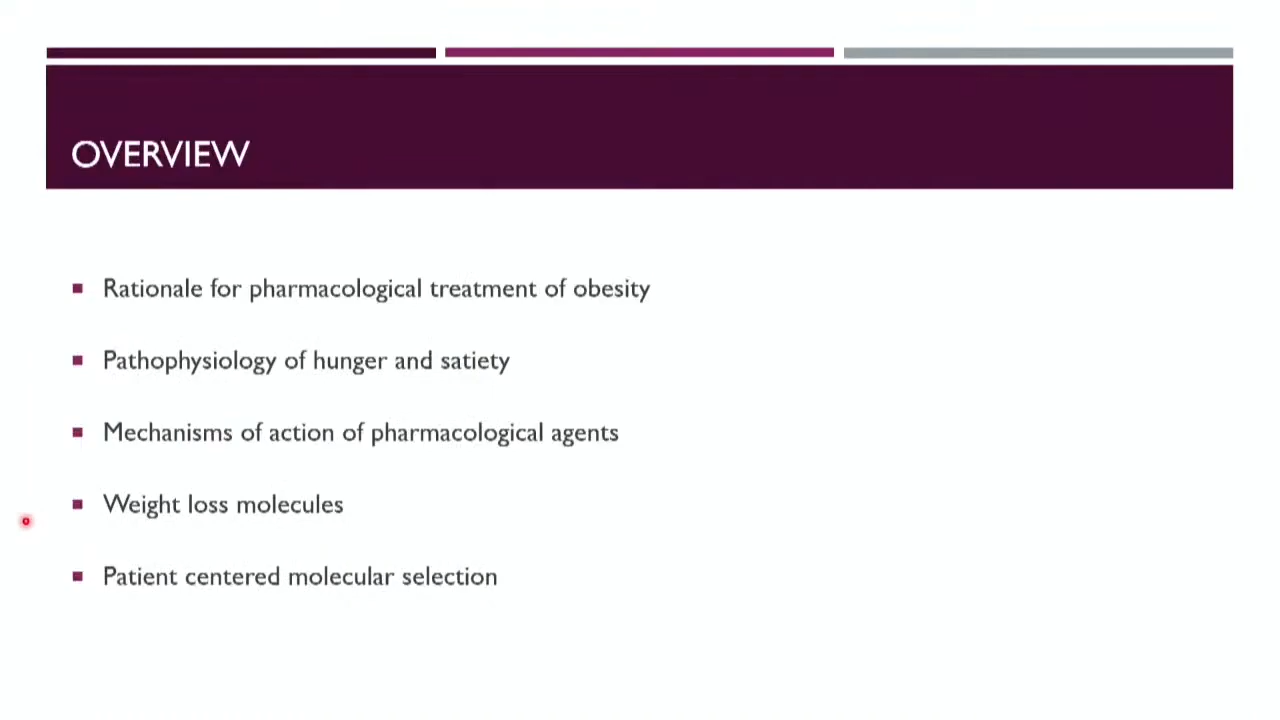 OVERVIEW
Rationale for pharmacological treatment of obesity
Pathophysiology of hunger and satiety
Mechanisms of action of pharmacological agents
Weight loss molecules
Patient centered molecular selection